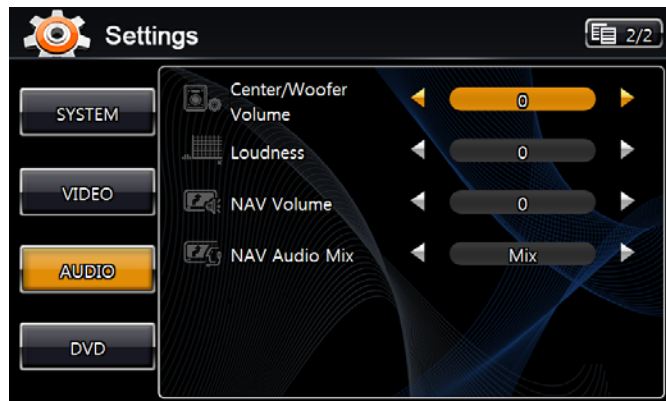 Settings
2/2
SYSTEM
VIDEO
AUDIO
DVD
Center/Woofer
Volume
0
Loudness
0
NAV Volume
0
NAV Audio Mix
Mix